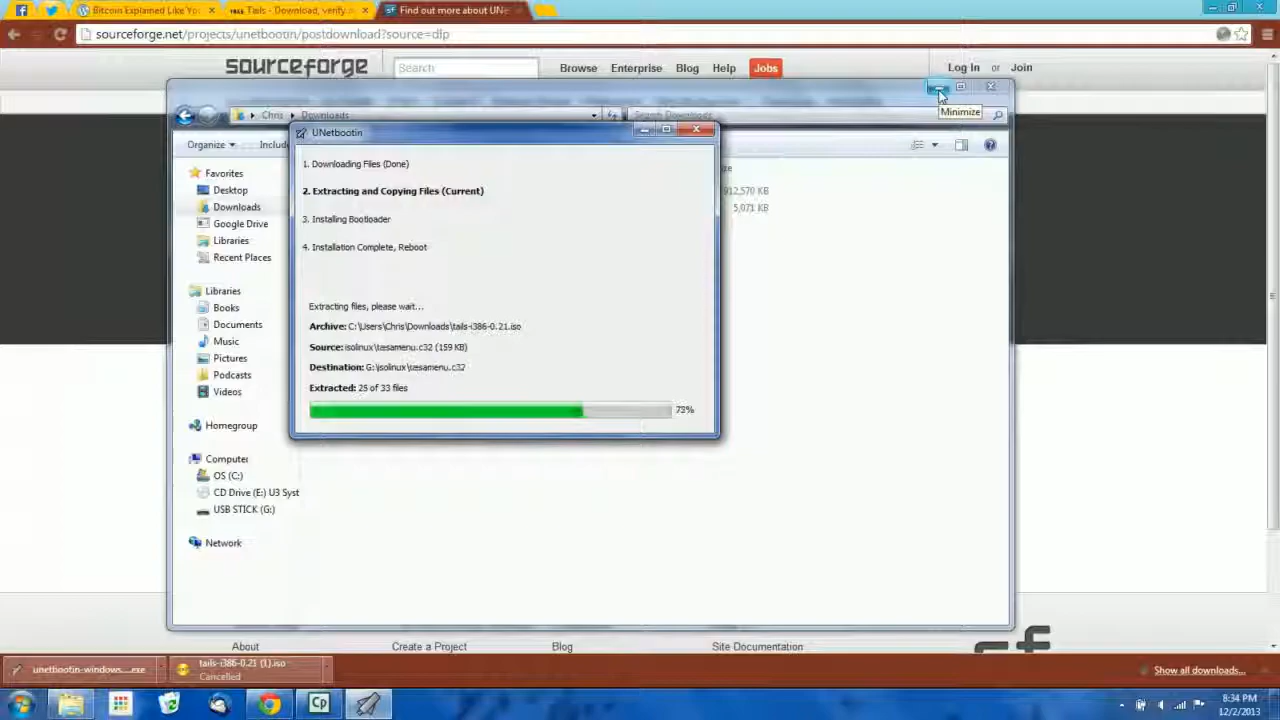 Bitcoin Explained Like Yo
Tails - Download, verify a
Find out more about UNe
sourceforge.net/projects/unetbootin/postdownload?source=dlp
sourceforge
Search
Browse
Enterprise
Blog
Help
Jobs
Log In or Join
Minimize
Chris
Downloads
Search Downloads
UNetbootin
Organize
Include
1. Downloading Files (Done)
2. Extracting and Copying Files (Current)
3. Installing Bootloader
4. Installation Complete, Reboot
Extracting files, please wait...
Archive: C:\Users\Chris\Downloads\tails-i386-0.21.iso
Source: isolinux\vesamenu.c32 (159 KB)
Destination: G:\isolinux\vesamenu.c32
Extracted: 25 of 33 files
73%
912,570 KB
5,071 KB
Favorites
Desktop
Downloads
Google Drive
Libraries
Recent Places
Libraries
Books
Documents
Music
Pictures
Podcasts
Videos
Homegroup
Computer
OS (C:)
CD Drive (E:) U3 Syst
USB STICK (G:)
Network
About
Create a Project
Blog
Site Documentation
unetbootin-windows....exe
tails-i386-0.21 (1).iso
Cancelled
Show all downloads...
Cp
8:34 PM
12/2/2013